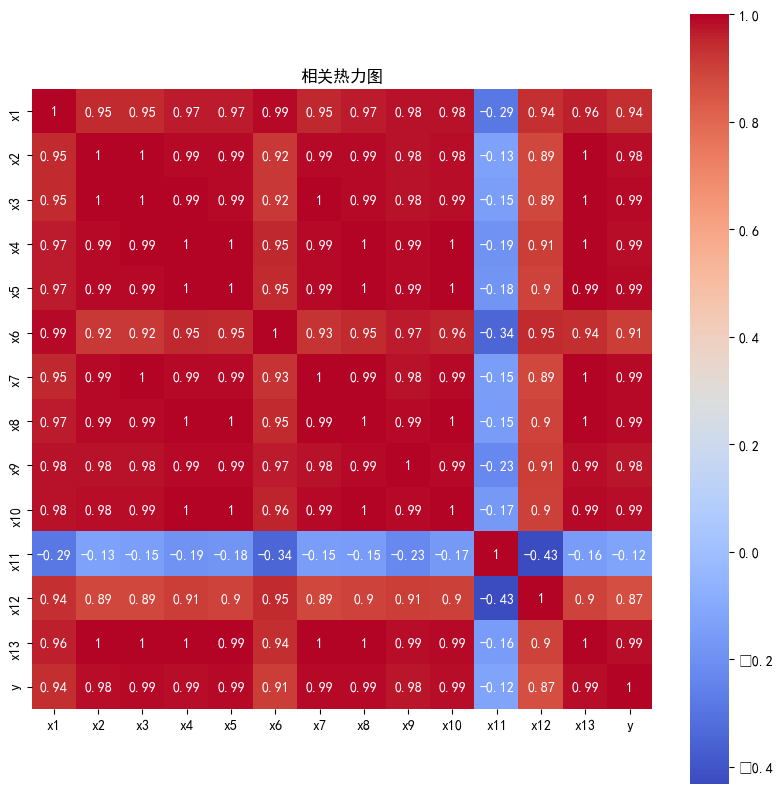 相关热力图
x1 1 0.95 0.95 0.97 0.97 0.99 0.95 0.97 0.98 0.98 −0.29 0.94 0.96 0.94
x2 0.95 1 1 0.99 0.99 0.92 0.99 0.99 0.98 0.98 −0.13 0.89 1 0.98
x3 0.95 1 1 0.99 0.99 0.92 1 0.99 0.98 0.99 −0.15 0.89 1 0.99
x4 0.97 0.99 0.99 1 1 0.95 0.99 1 0.99 1 −0.19 0.91 1 0.99
x5 0.97 0.99 0.99 1 1 0.95 0.99 1 0.99 1 −0.18 0.9 0.99 0.99
x6 0.99 0.92 0.92 0.95 0.95 1 0.93 0.95 0.97 0.96 −0.34 0.95 0.94 0.91
x7 0.95 0.99 1 0.99 0.99 0.93 1 0.99 0.98 0.99 −0.15 0.89 1 0.99
x8 0.97 0.99 0.99 1 1 0.95 0.99 1 0.99 1 −0.15 0.9 1 0.99
x9 0.98 0.98 0.98 0.99 0.99 0.97 0.98 0.99 1 0.99 −0.23 0.91 0.99 0.98
x10 0.98 0.98 0.99 1 1 0.96 0.99 1 0.99 1 −0.17 0.9 0.99 0.99
x11 −0.29 −0.13 −0.15 −0.19 −0.18 −0.34 −0.15 −0.15 −0.23 −0.17 1 −0.43 −0.16 −0.12
x12 0.94 0.89 0.89 0.91 0.9 0.95 0.89 0.9 0.91 0.9 −0.43 1 0.9 0.87
x13 0.96 1 1 1 0.99 0.94 1 1 0.99 0.99 −0.16 0.9 1 0.99
y 0.94 0.98 0.99 0.99 0.99 0.91 0.99 0.99 0.98 0.99 −0.12 0.87 0.99 1
x1 x2 x3 x4 x5 x6 x7 x8 x9 x10 x11 x12 x13 y
1.0
0.8
0.6
0.4
0.2
0.0
□0.2
□0.4